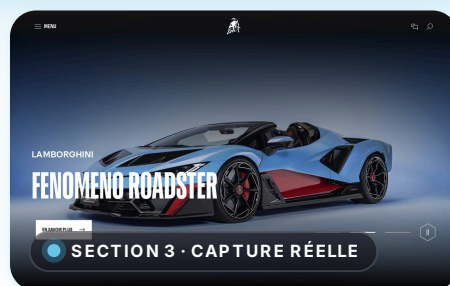 MENU
LAMBORGHINI
FENOMENO ROADSTER
EN SAVOIR PLUS
SECTION 3 · CAPTURE RÉELLE